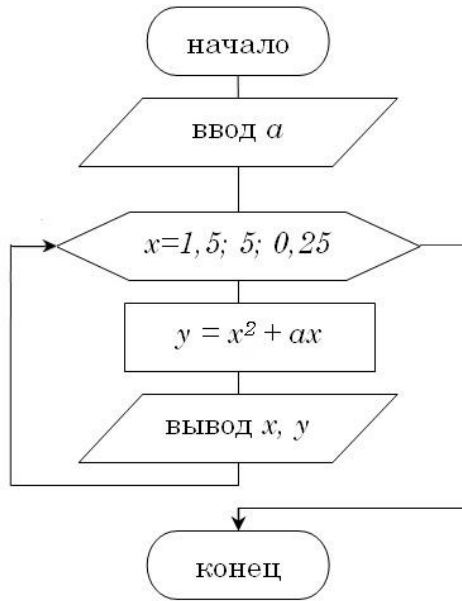 начало
ввод a
x=1,5; 5; 0,25
y = x² + ax
вывод x, y
конец